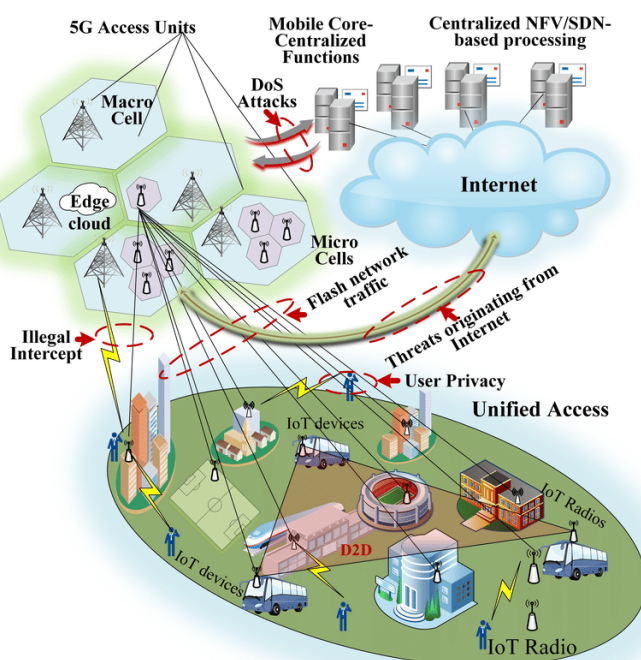 5G Access Units
Mobile Core-
Centralized
Functions
Centralized NFV/SDN-
based processing
Macro
Cell
DoS
Attacks
Edge
cloud
Internet
Micro
Cells
Flash network
traffic
Threats originating from
Internet
Illegal
Intercept
User Privacy
Unified Access
IoT devices
IoT Radios
D2D
IoT devices
IoT Radio